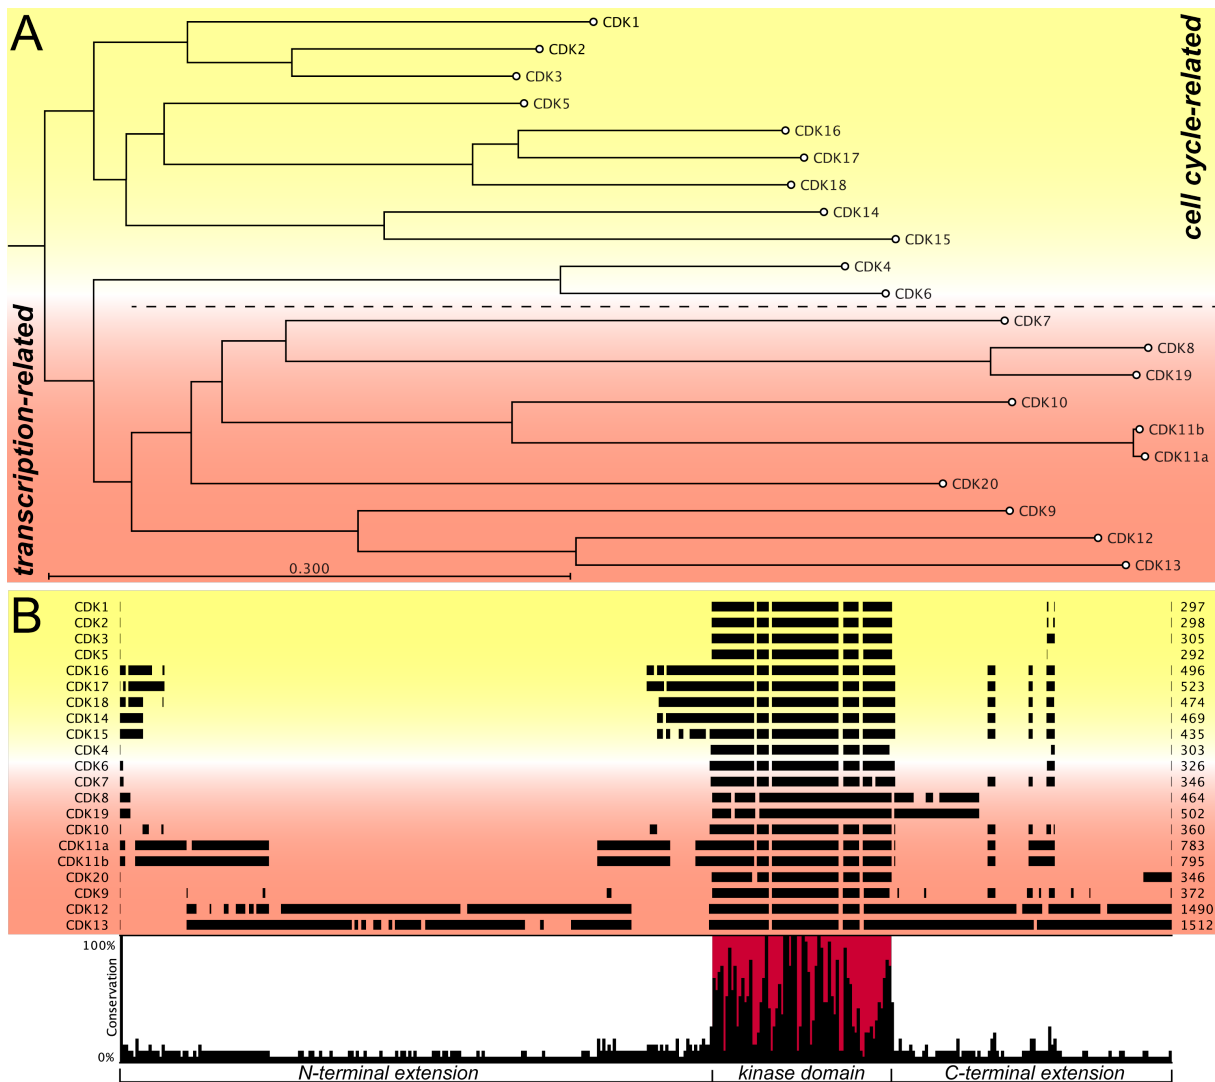 A
cell cycle-related
transcription-related
CDK1
CDK2
CDK3
CDK5
CDK16
CDK17
CDK18
CDK14
CDK15
CDK4
CDK6
CDK7
CDK8
CDK19
CDK10
CDK11b
CDK11a
CDK20
CDK9
CDK12
CDK13
0.300
B
CDK1 297
CDK2 298
CDK3 305
CDK5 292
CDK16 496
CDK17 523
CDK18 474
CDK14 469
CDK15 435
CDK4 303
CDK6 326
CDK7 346
CDK8 464
CDK19 502
CDK10 360
CDK11a 783
CDK11b 795
CDK20 346
CDK9 372
CDK12 1490
CDK13 1512
100%
Conservation
0%
N-terminal extension kinase domain C-terminal extension